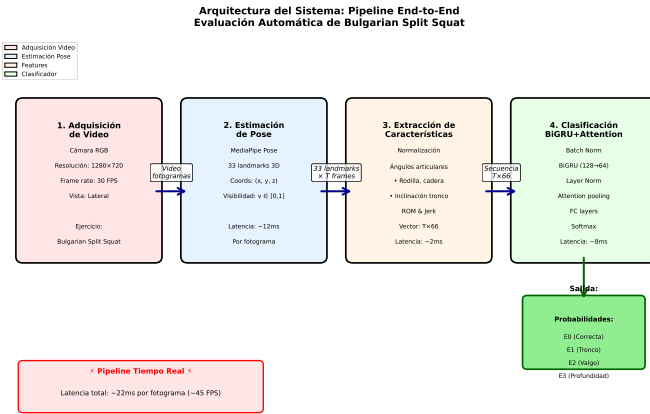 Arquitectura del Sistema: Pipeline End-to-End
Evaluación Automática de Bulgarian Split Squat
Adquisición Video
Estimación Pose
Features
Clasificador
1. Adquisición
de Video
Cámara RGB
Resolución: 1280×720
Frame rate: 30 FPS
Vista: Lateral
Ejercicio:
Bulgarian Split Squat
Video
fotogramas
2. Estimación
de Pose
MediaPipe Pose
33 landmarks 3D
Coords: (x, y, z)
Visibilidad: v ∈ [0,1]
Latencia: ~12ms
Por fotograma
33 landmarks
× T frames
3. Extracción de
Características
Normalización
Ángulos articulares
• Rodilla, cadera
• Inclinación tronco
ROM & Jerk
Vector: T×66
Latencia: ~2ms
Secuencia
T×66
4. Clasificación
BiGRU+Attention
Batch Norm
BiGRU (128→64)
Layer Norm
Attention pooling
FC layers
Softmax
Latencia: ~8ms
Salida:
Probabilidades:
E0 (Correcta)
E1 (Tronco)
E2 (Valgo)
E3 (Profundidad)
⚡ Pipeline Tiempo Real ⚡
Latencia total: ~22ms por fotograma (~45 FPS)